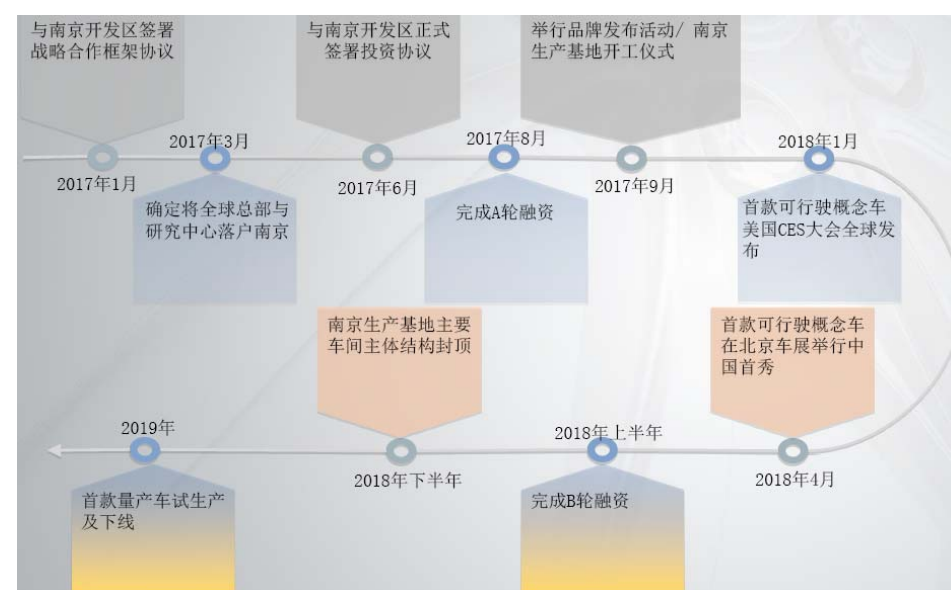 与南京开发区签署
战略合作框架协议
与南京开发区正式
签署投资协议
举行品牌发布活动/ 南京
生产基地开工仪式
2017年1月
2017年3月
2017年6月
2017年8月
2017年9月
2018年1月
确定将全球总部与
研究中心落户南京
完成A轮融资
首款可行驶概念车
美国CES大会全球发
布
南京生产基地主要
车间主体结构封顶
首款可行驶概念车
在北京车展举行中
国首秀
2019年
2018年下半年
2018年上半年
2018年4月
首款量产车试生产
及下线
完成B轮融资